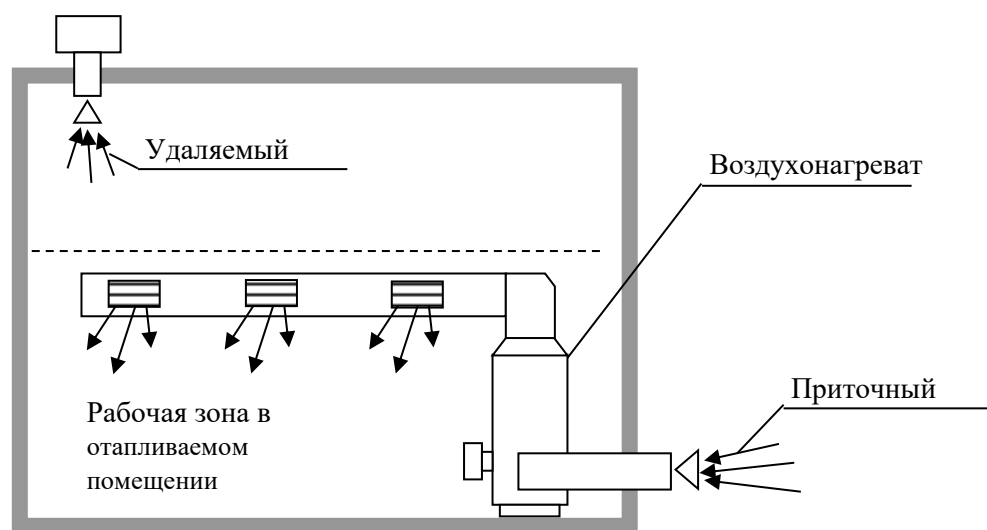 Удаляемый
Воздухонагреват
Приточный
Рабочая зона в
отапливаемом
помещении